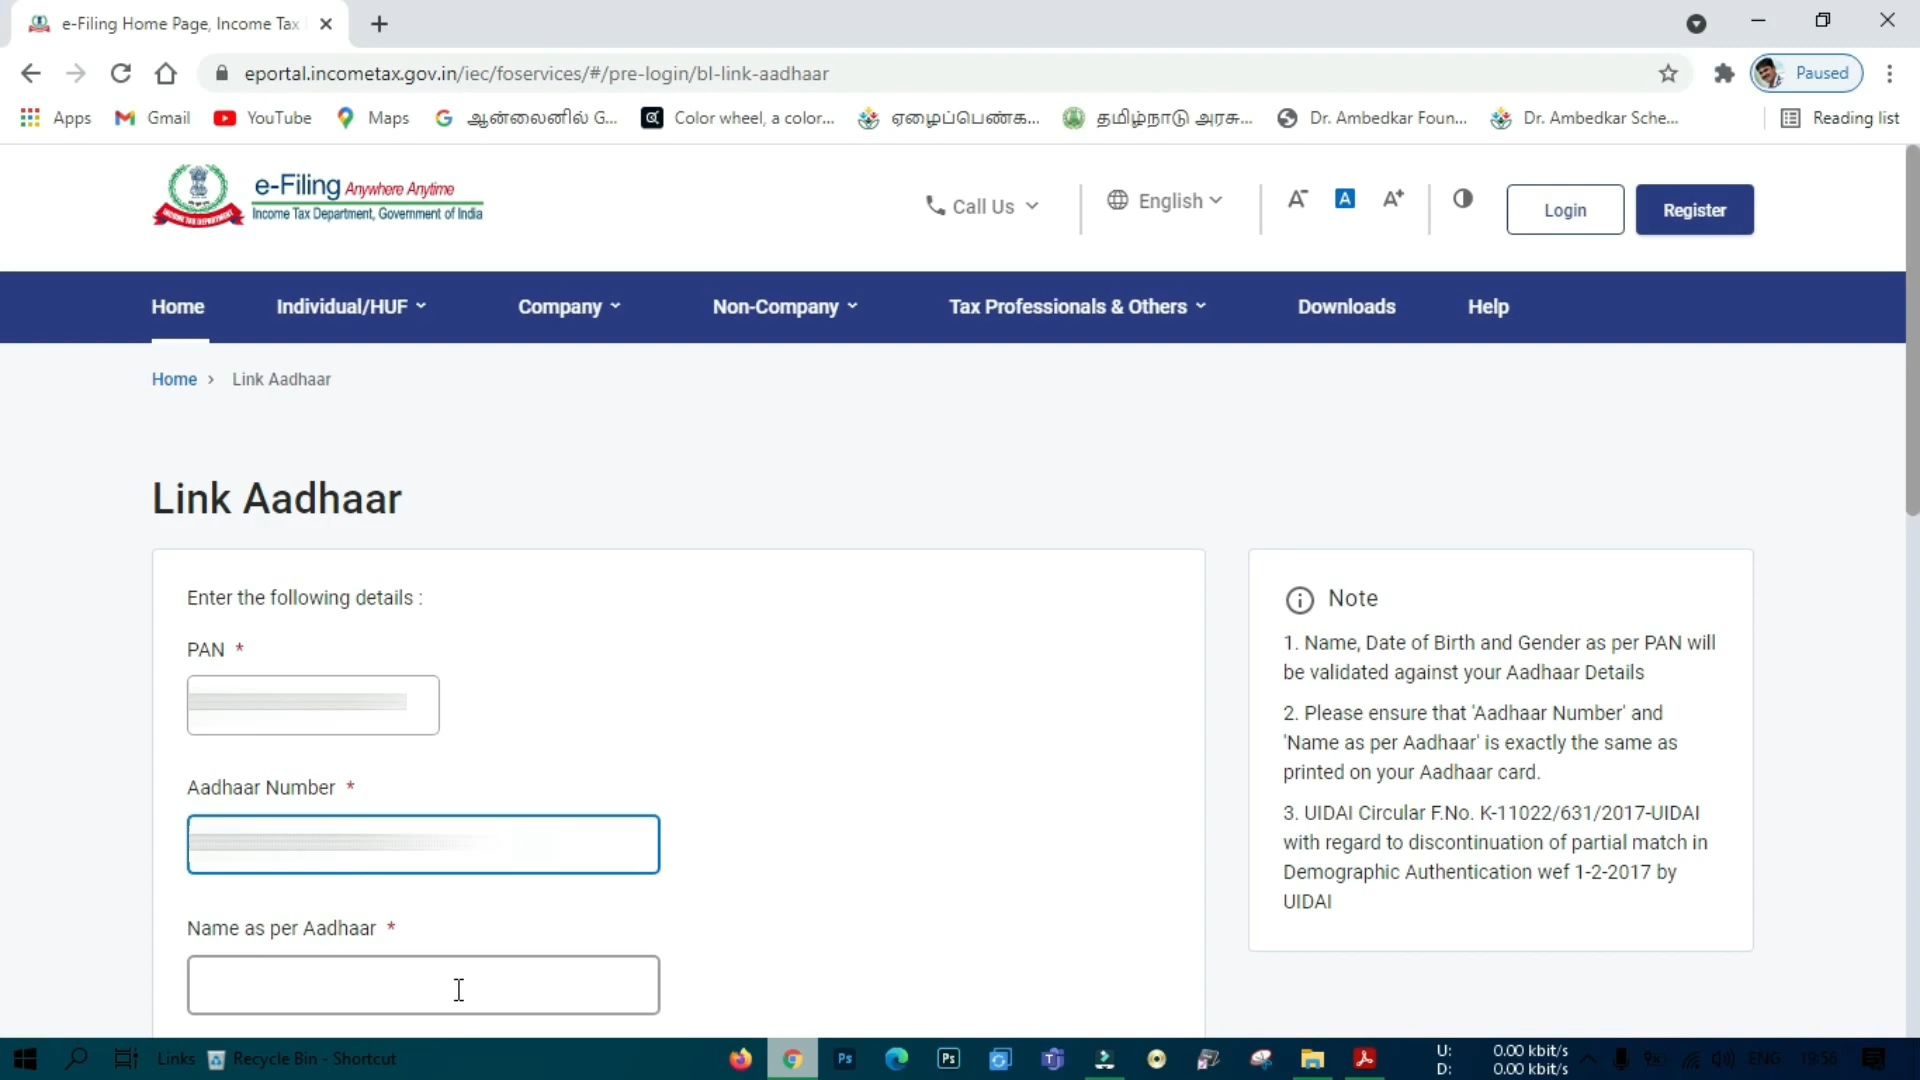 e-Filing Home Page, Income Tax
eportal.incometax.gov.in/iec/foservices/#/pre-login/bl-link-aadhaar
Paused
Apps Gmail YouTube Maps ஆன்லைனில் G... Color wheel, a color... ஏழைப்பெண்க... தமிழ்நாடு அரசு... Dr. Ambedkar Foun... Dr. Ambedkar Sche... Reading list
e-Filing Anywhere Anytime
Income Tax Department, Government of India
Call Us English A- A A+ Login Register
Home Individual/HUF Company Non-Company Tax Professionals & Others Downloads Help
Home > Link Aadhaar
Link Aadhaar
Enter the following details :
PAN *
Aadhaar Number *
Name as per Aadhaar *
Note
1. Name, Date of Birth and Gender as per PAN will
be validated against your Aadhaar Details
2. Please ensure that 'Aadhaar Number' and
'Name as per Aadhaar' is exactly the same as
printed on your Aadhaar card.
3. UIDAI Circular F.No. K-11022/631/2017-UIDAI
with regard to discontinuation of partial match in
Demographic Authentication wef 1-2-2017 by
UIDAI
Links Recycle Bin - Shortcut
Ps Ps
U: 0.00 kbit/s
D: 0.00 kbit/s
ENG 19:56